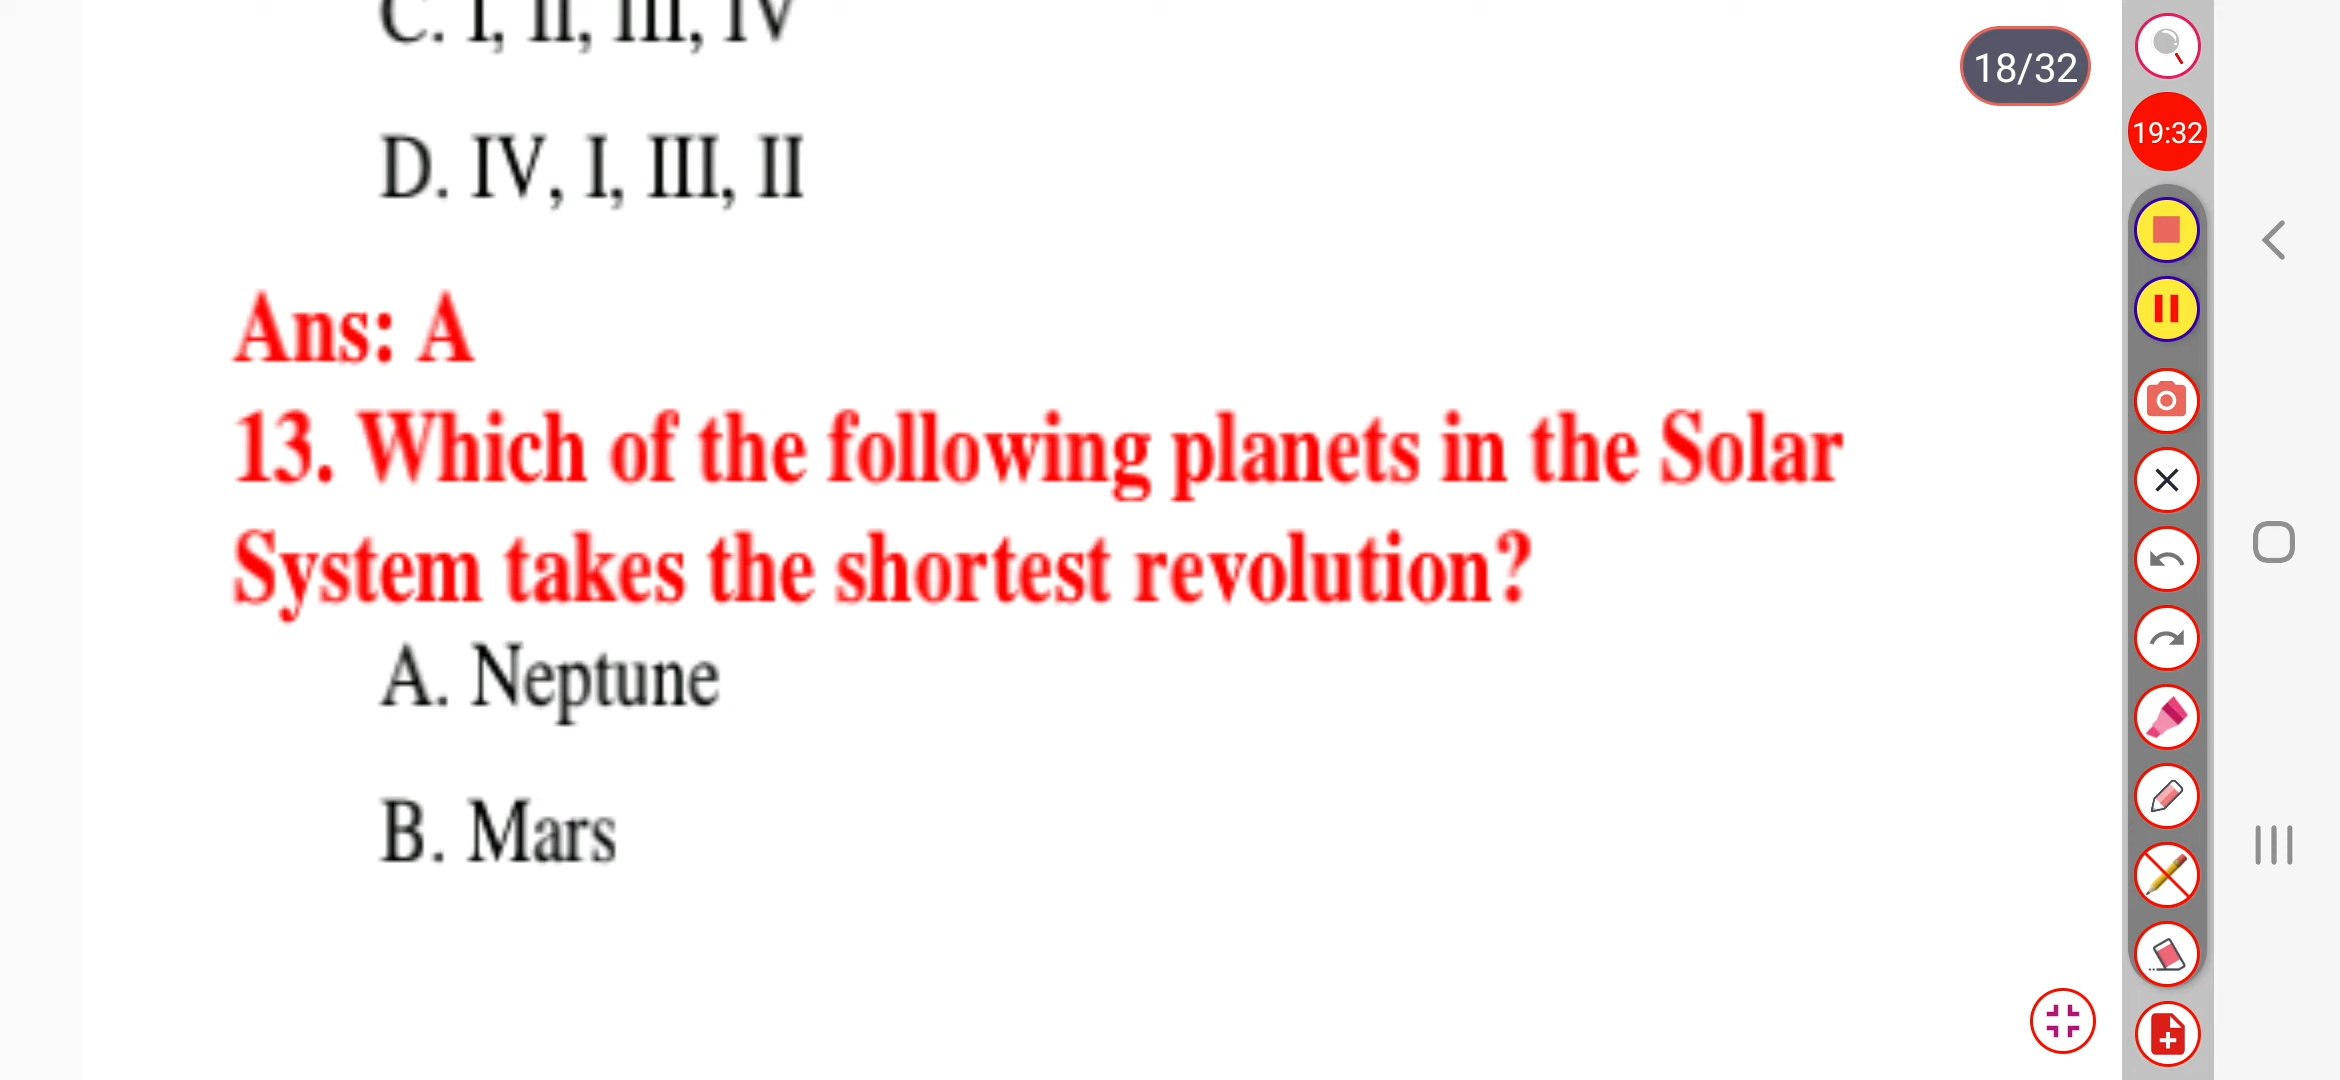 C. I, II, III, IV
18/32
19:32
D. IV, I, III, II
Ans: A
13. Which of the following planets in the Solar
System takes the shortest revolution?
A. Neptune
B. Mars